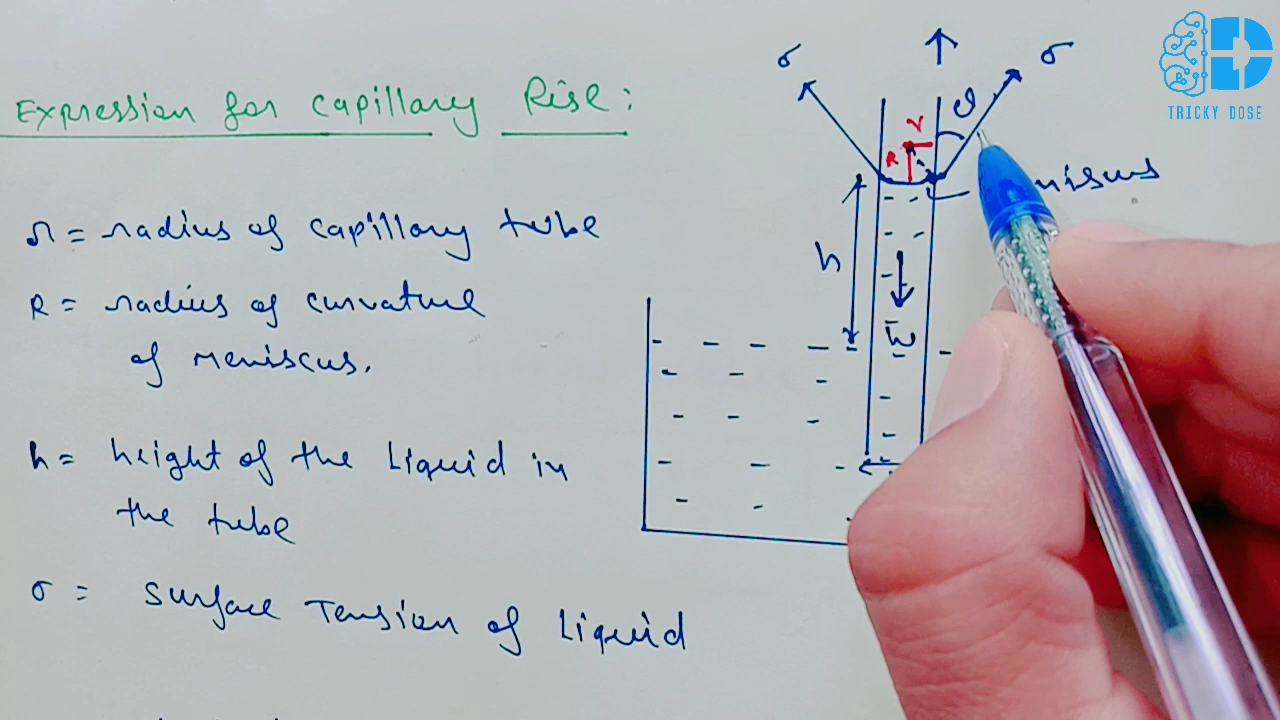 Expression for Capillary Rise:
r = radius of capillary tube
R = radius of curvature
of Meniscus.
h = height of the Liquid in
the tube
σ = Surface Tension of Liquid
σ
σ
θ
r
R
h
W
TRICKY DOSE